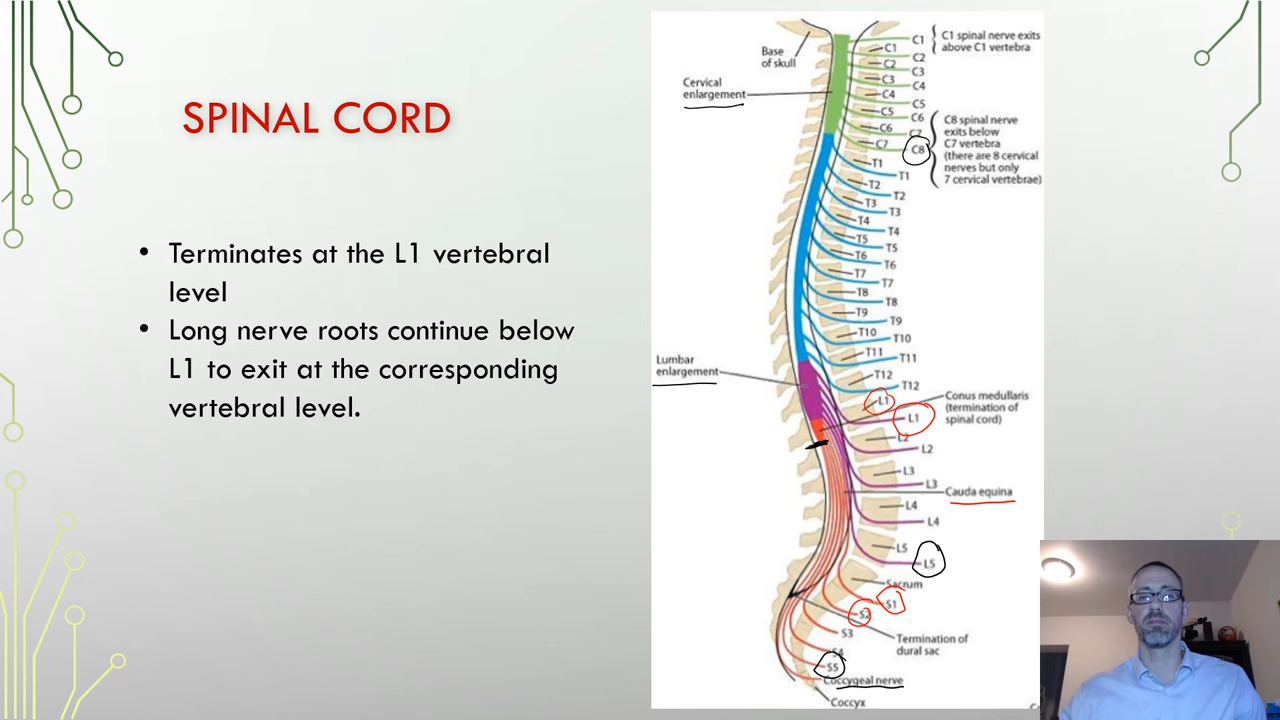 SPINAL CORD
• Terminates at the L1 vertebral
level
• Long nerve roots continue below
L1 to exit at the corresponding
vertebral level.
Base
of skull
Cervical
enlargement
Lumbar
enlargement
C1
C2
C3
C4
C5
C6
C7
T1
T2
T3
T4
T5
T6
T7
T8
T9
T10
T11
T12
L1
L2
L3
L4
L5
Sacrum
C1
C2
C3
C4
C5
C6
C7
C8
T1
T2
T3
T4
T5
T6
T7
T8
T9
T10
T11
T12
L1
L2
L3
L4
L5
S1
S2
S3
S4
S5
Coccygeal nerve
Coccyx
C1 spinal nerve exits
above C1 vertebra
C8 spinal nerve
exits below
C7 vertebra
(there are 8 cervical
nerves but only
7 cervical vertebrae)
Conus medullaris
(termination of
spinal cord)
Cauda equina
Termination of
dural sac